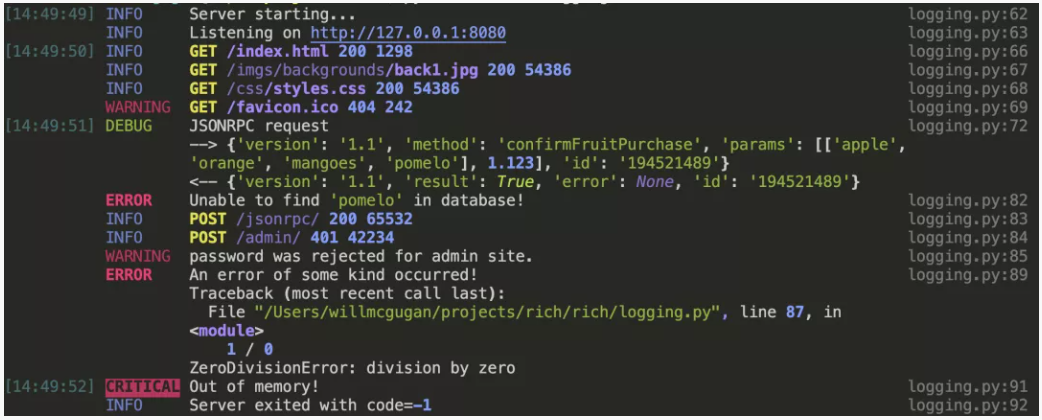 [14:49:49] INFO Server starting... logging.py:62
INFO Listening on http://127.0.0.1:8080 logging.py:63
[14:49:50] INFO GET /index.html 200 1298 logging.py:66
INFO GET /imgs/backgrounds/back1.jpg 200 54386 logging.py:67
INFO GET /css/styles.css 200 54386 logging.py:68
WARNING GET /favicon.ico 404 242 logging.py:69
[14:49:51] DEBUG JSONRPC request logging.py:72
--> {'version': '1.1', 'method': 'confirmFruitPurchase', 'params': [['apple',
'orange', 'mangoes', 'pomelo'], 1.123], 'id': '194521489'}
<-- {'version': '1.1', 'result': True, 'error': None, 'id': '194521489'}
ERROR Unable to find 'pomelo' in database! logging.py:82
INFO POST /jsonrpc/ 200 65532 logging.py:83
INFO POST /admin/ 401 42234 logging.py:84
WARNING password was rejected for admin site. logging.py:85
ERROR An error of some kind occurred! logging.py:89
Traceback (most recent call last):
File "/Users/willmcgugan/projects/rich/rich/logging.py", line 87, in
<module>
1 / 0
ZeroDivisionError: division by zero
[14:49:52] CRITICAL Out of memory! logging.py:91
INFO Server exited with code=-1 logging.py:92